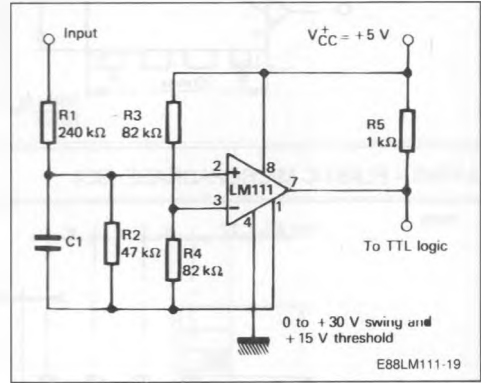 Input
V+CC = +5 V
R1
240 kΩ
R3
82 kΩ
R5
1 kΩ
2
+
8
LM111
7
3
−
4
1
C1
R2
47 kΩ
R4
82 kΩ
To TTL logic
0 to +30 V swing and
+15 V threshold
E88LM111-19